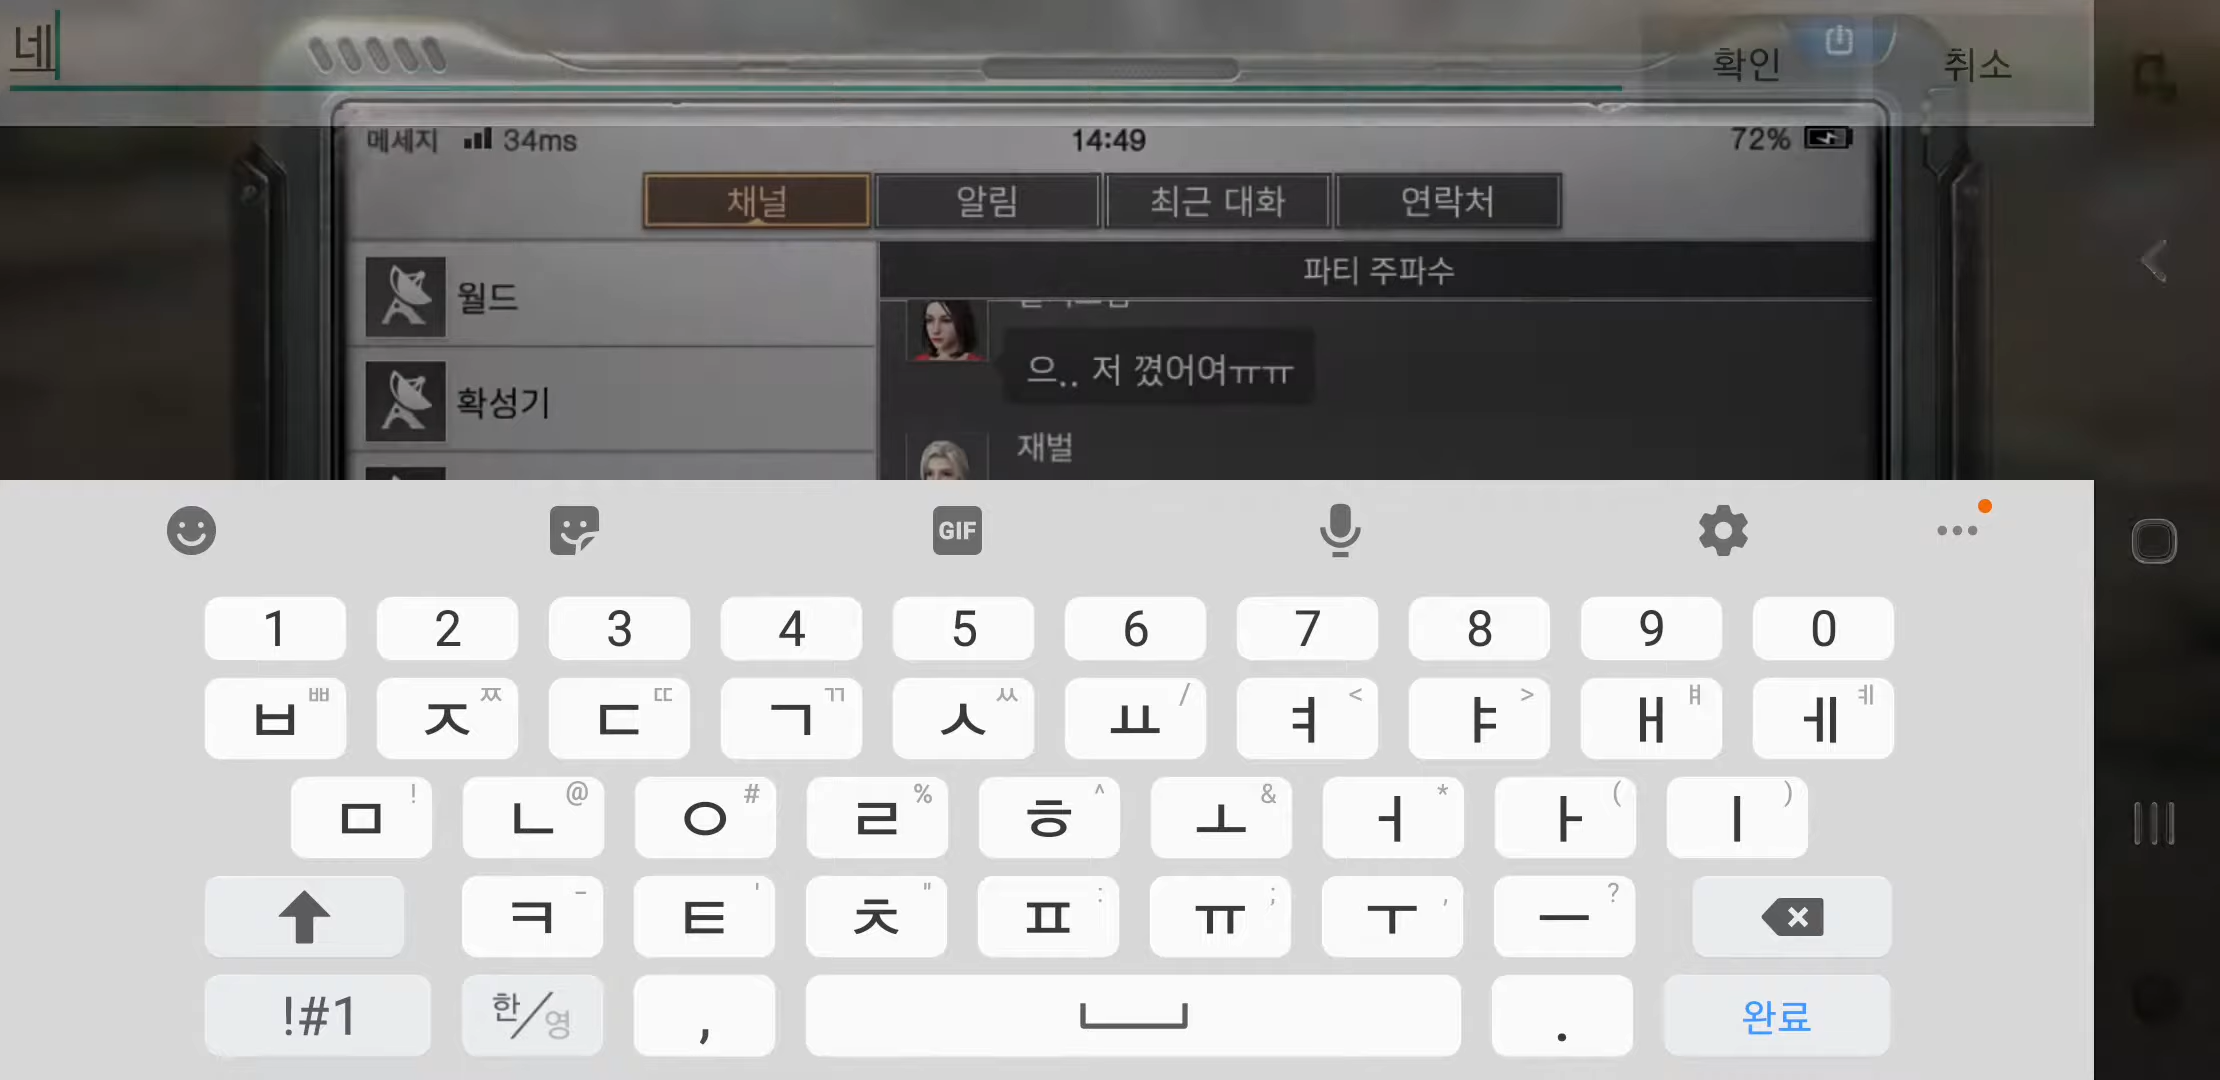 네
확인 취소
메세지 34ms 14:49 72%
채널 알림 최근 대화 연락처
월드
확성기
파티 주파수
으.. 저 꼈어여ㅠㅠ
재벌
GIF
1 2 3 4 5 6 7 8 9 0
ㅂ ㅃ ㅈ ㅉ ㄷ ㄸ ㄱ ㄲ ㅅ ㅆ ㅛ / ㅕ < ㅑ > ㅐ ㅒ ㅔ ㅖ
ㅁ ! ㄴ @ ㅇ # ㄹ % ㅎ ^ ㅗ & ㅓ * ㅏ ( ㅣ )
ㅋ - ㅌ ' ㅊ " ㅍ : ㅠ ; ㅜ , ㅡ ?
!#1 한/영 , . 완료